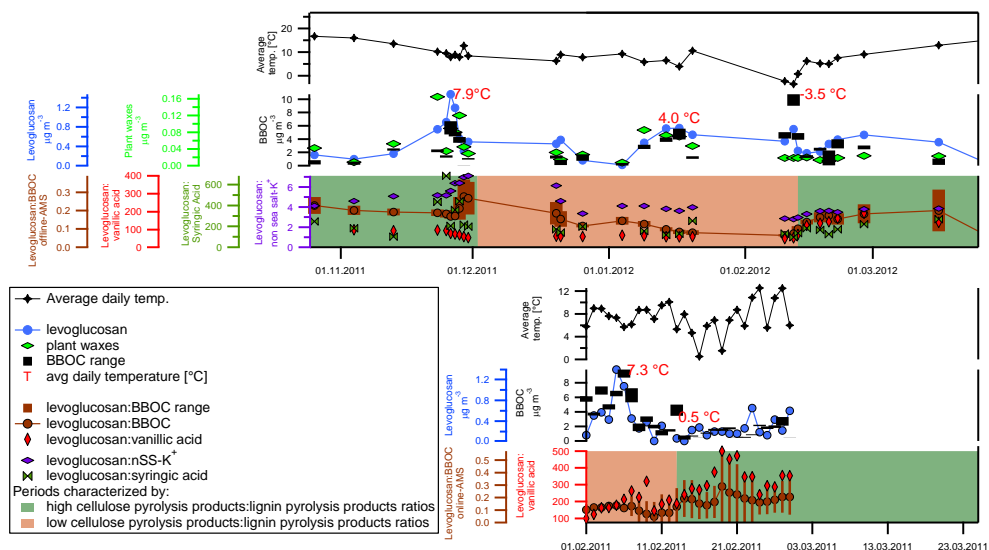 Average
temp. [°C]
20
10
0
Levoglucosan
µg m-3
1.2
0.8
0.4
0.0
Plant waxes
µg m-3
0.16
0.12
0.08
0.04
0.00
BBOC
µg m-3
10
8
6
4
2
0
7.9°C
4.0 °C
-3.5 °C
Levoglucosan:BBOC
offline-AMS
0.3
0.2
0.1
0.0
Levoglucosan:
vanillic acid
400
300
200
100
0
Levoglucosan:
Syringic Acid
600
400
200
0
Levoglucosan:
non sea salt-K+
6
4
2
0
01.11.2011
01.12.2011
01.01.2012
01.02.2012
01.03.2012
Average daily temp.
levoglucosan
plant waxes
BBOC range
T avg daily temperature [°C]
levoglucosan:BBOC range
levoglucosan:BBOC
levoglucosan:vanillic acid
levoglucosan:nSS-K+
levoglucosan:syringic acid
Periods characterized by:
high cellulose pyrolysis products:lignin pyrolysis products ratios
low cellulose pyrolysis products:lignin pyrolysis products ratios
Average
temp. [°C]
12
8
4
0
Levoglucosan
µg m-3
1.2
0.8
0.4
0.0
BBOC
µg m-3
8
6
4
2
0
7.3 °C
0.5 °C
Levoglucosan:BBOC
online-AMS
0.5
0.4
0.3
0.2
0.1
0.0
Levoglucosan:
vanillic acid
500
400
300
200
100
01.02.2011
11.02.2011
21.02.2011
03.03.2011
13.03.2011
23.03.2011